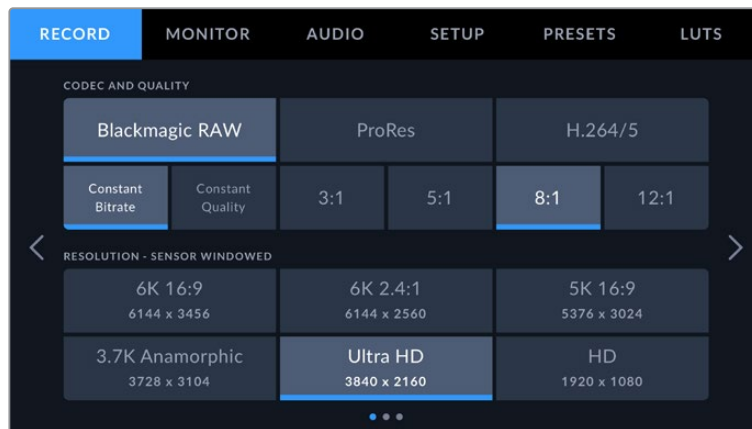 RECORD MONITOR AUDIO SETUP PRESETS LUTS
CODEC AND QUALITY
Blackmagic RAW ProRes H.264/5
Constant Bitrate Constant Quality 3:1 5:1 8:1 12:1
RESOLUTION - SENSOR WINDOWED
6K 16:9 6K 2.4:1 5K 16:9
6144 x 3456 6144 x 2560 5376 x 3024
3.7K Anamorphic Ultra HD HD
3728 x 3104 3840 x 2160 1920 x 1080